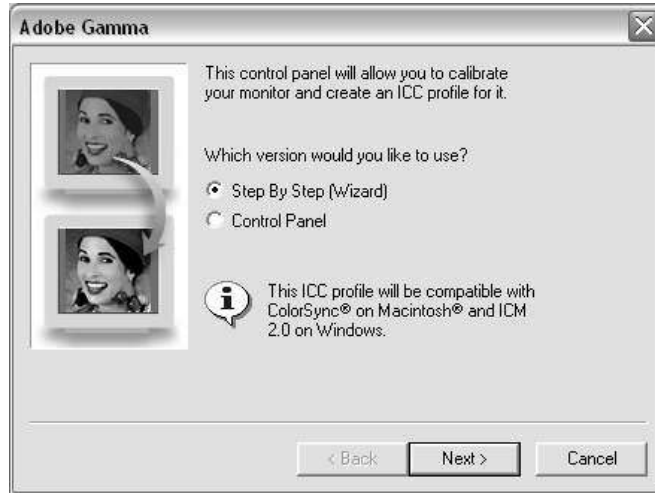 Adobe Gamma
This control panel will allow you to calibrate
your monitor and create an ICC profile for it.
Which version would you like to use?
Step By Step (Wizard)
Control Panel
This ICC profile will be compatible with
ColorSync® on Macintosh® and ICM
2.0 on Windows.
< Back
Next >
Cancel